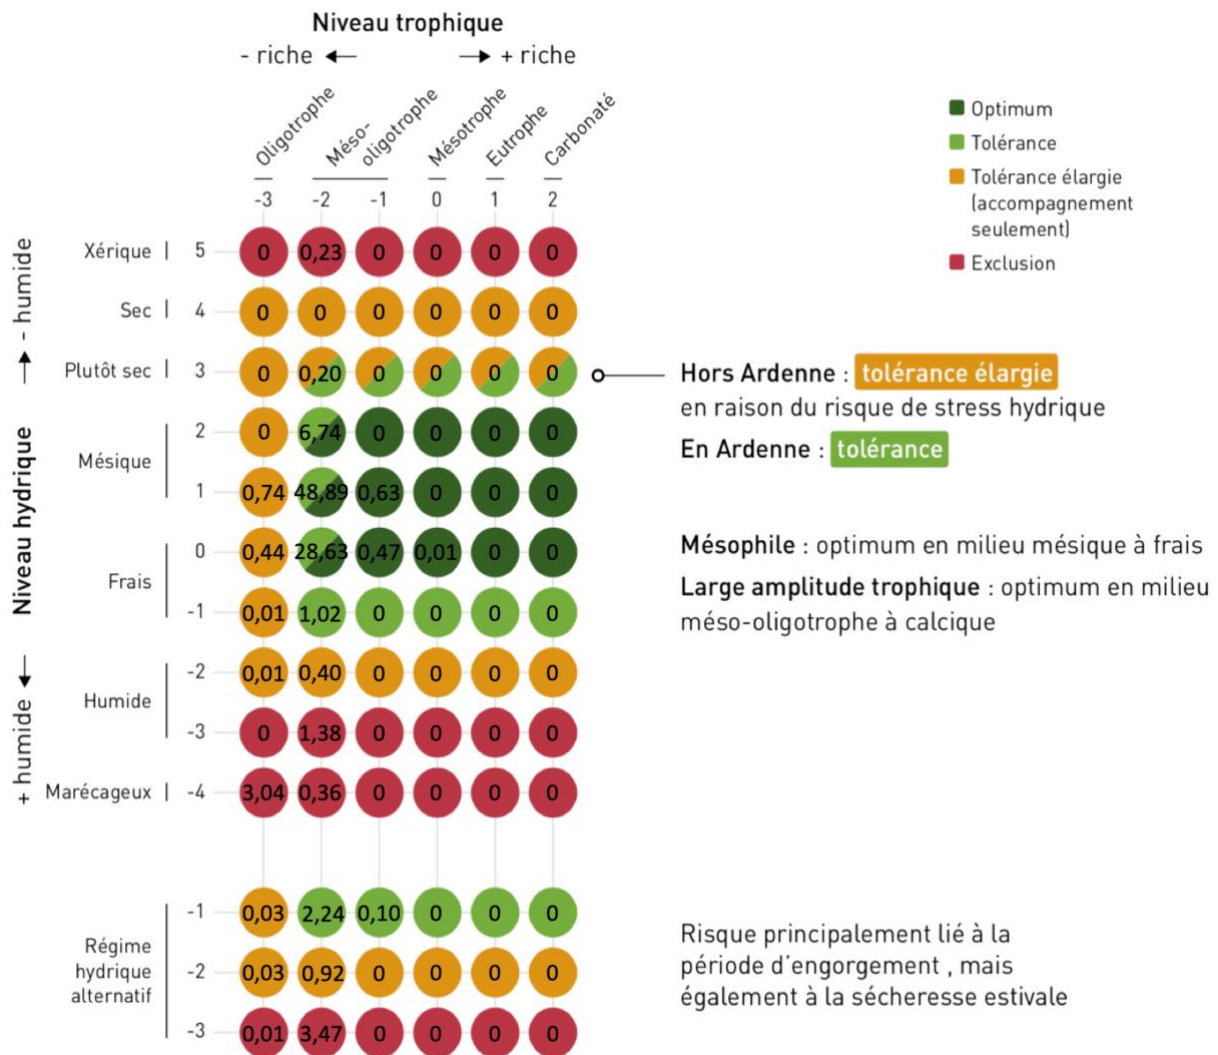 Niveau trophique
- riche ← → + riche
Oligotrophe
Méso-
oligotrophe
Mésotrophe
Eutrophe
Carbonaté
-3 -2 -1 0 1 2
Optimum
Tolérance
Tolérance élargie
(accompagnement
seulement)
Exclusion
Niveau hydrique
→ - humide
+ humide ←
Xérique 5 0 0,23 0 0 0 0
Sec 4 0 0 0 0 0 0
Plutôt sec 3 0 0,20 0 0 0 0
Mésique
2 0 6,74 0 0 0 0
1 0,74 48,89 0,63 0 0 0
Frais
0 0,44 28,63 0,47 0,01 0 0
-1 0,01 1,02 0 0 0 0
Humide
-2 0,01 0,40 0 0 0 0
-3 0 1,38 0 0 0 0
Marécageux -4 3,04 0,36 0 0 0 0
Régime
hydrique
alternatif
-1 0,03 2,24 0,10 0 0 0
-2 0,03 0,92 0 0 0 0
-3 0,01 3,47 0 0 0 0
Hors Ardenne : tolérance élargie
en raison du risque de stress hydrique
En Ardenne : tolérance
Mésophile : optimum en milieu mésique à frais
Large amplitude trophique : optimum en milieu
méso-oligotrophe à calcique
Risque principalement lié à la
période d'engorgement , mais
également à la sécheresse estivale